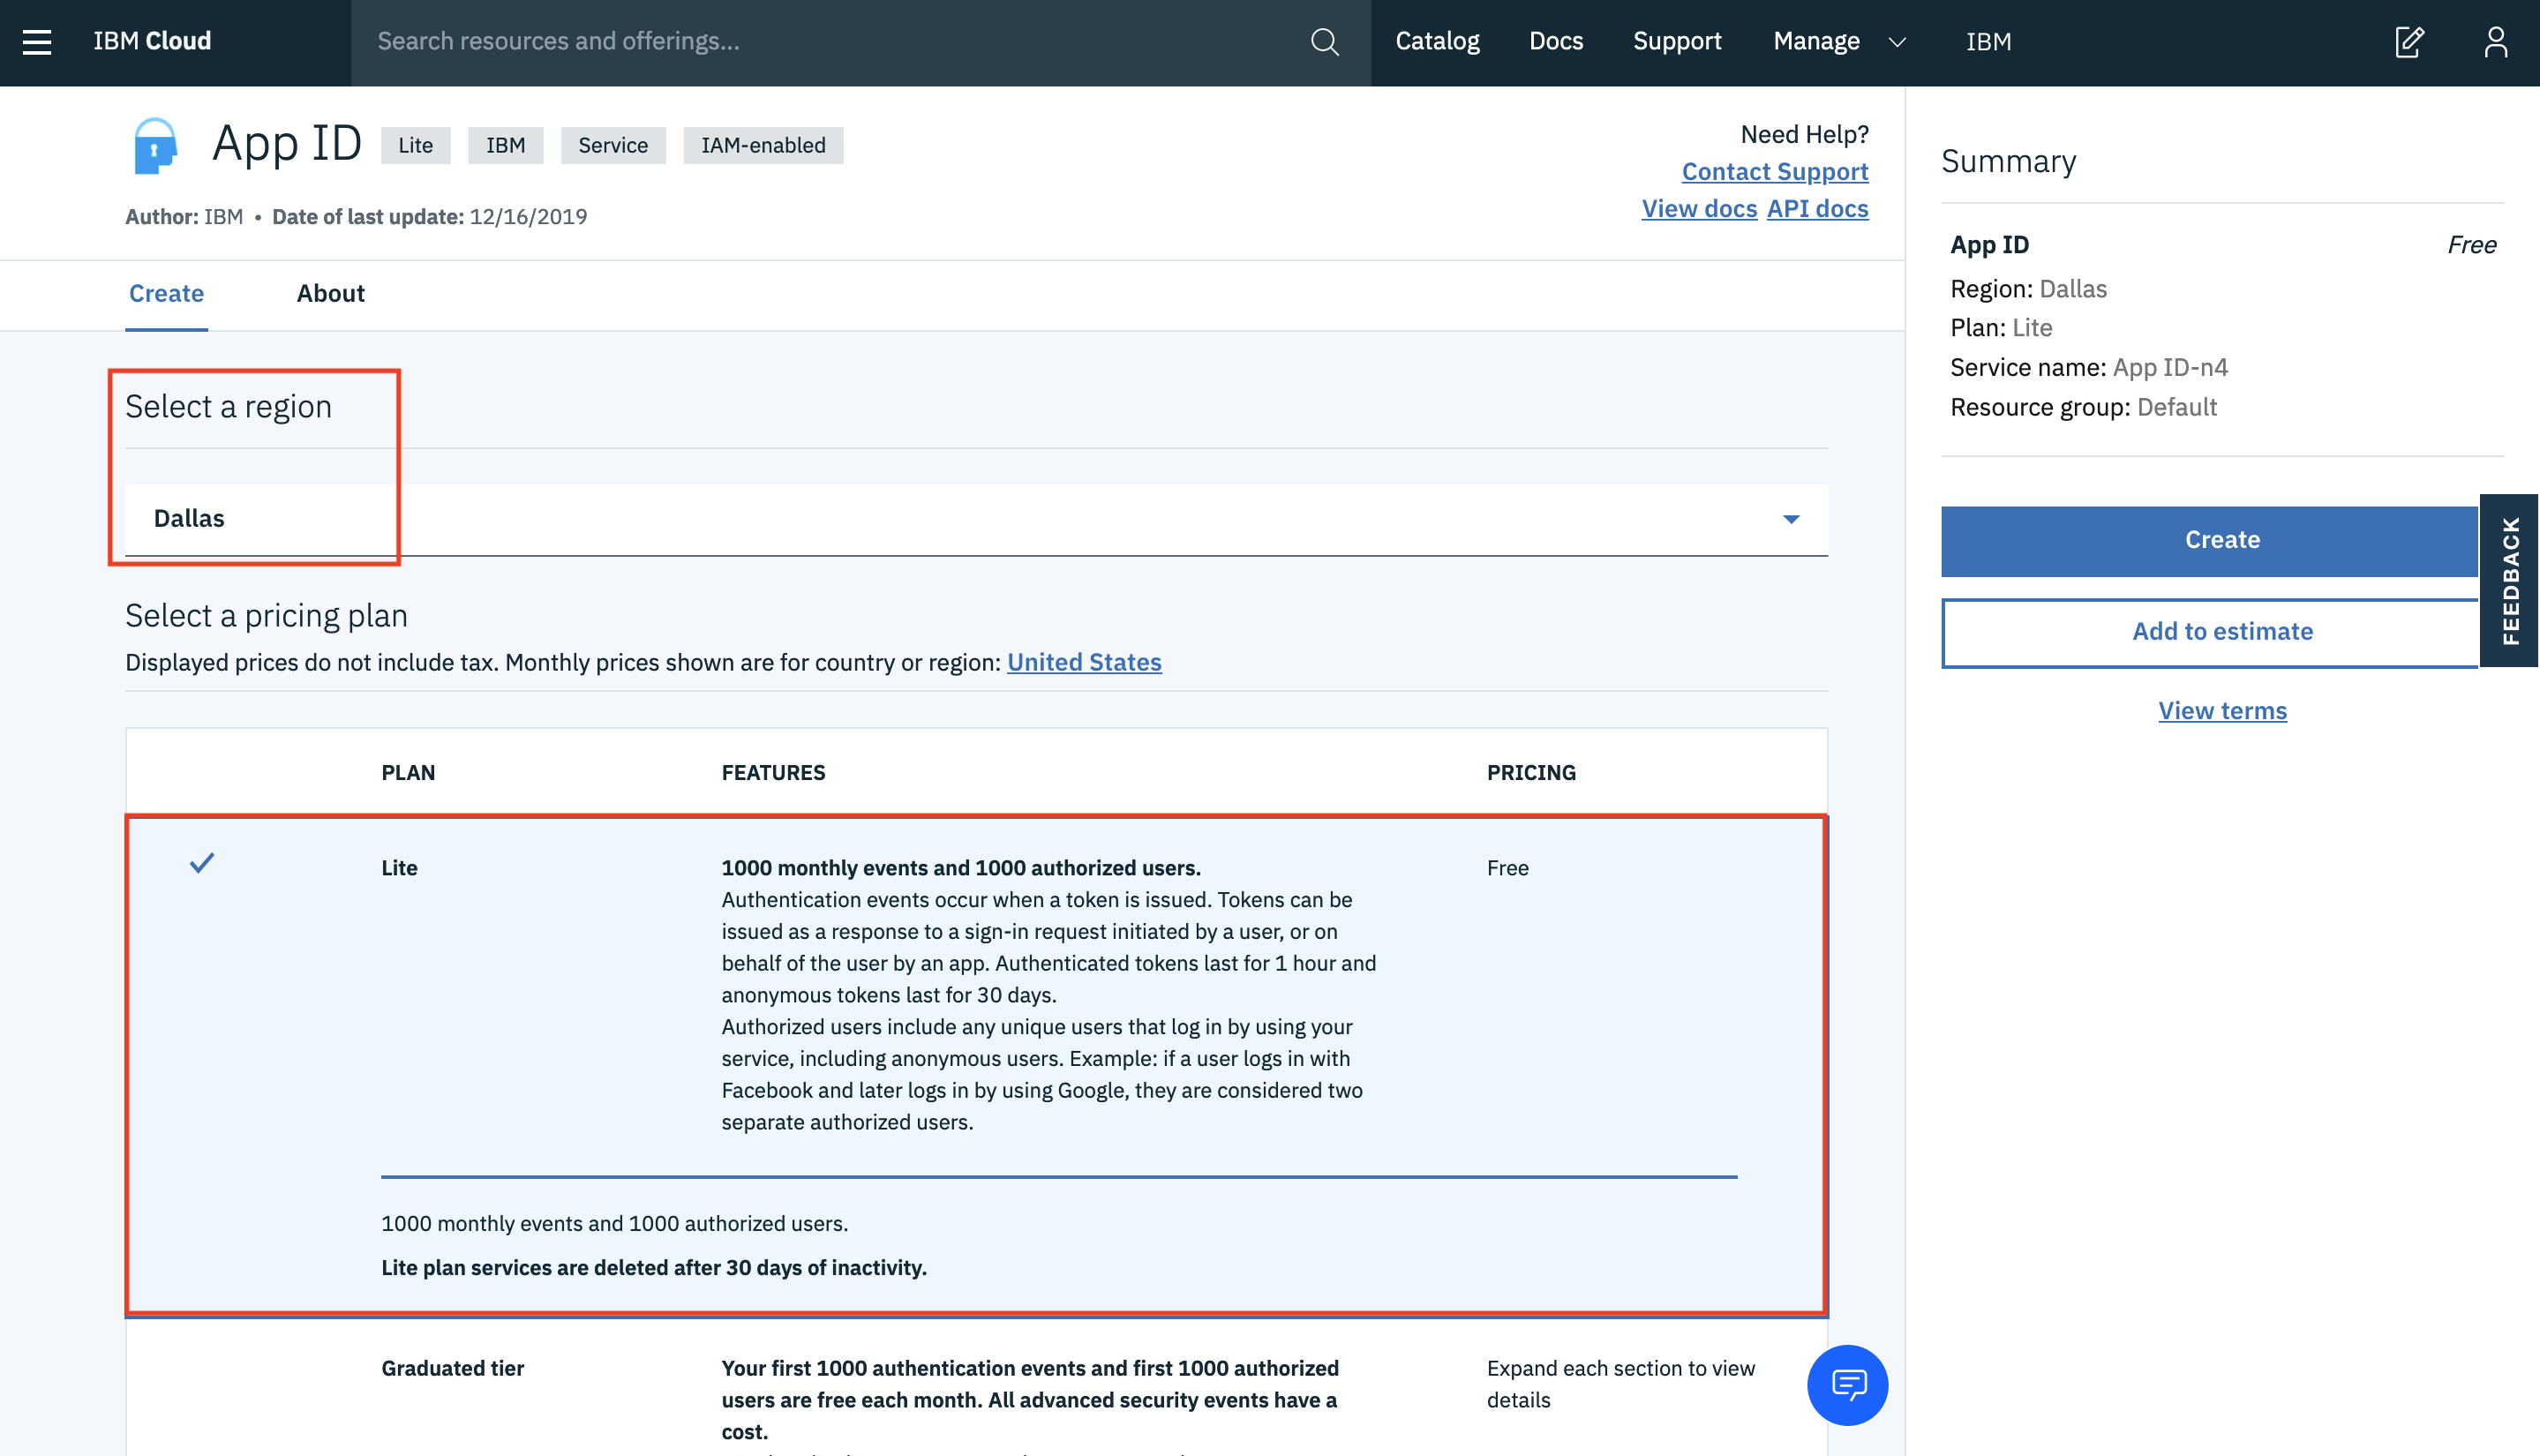 IBM Cloud
Search resources and offerings...
Catalog
Docs
Support
Manage
IBM
App ID
Lite
IBM
Service
IAM-enabled
Author: IBM • Date of last update: 12/16/2019
Need Help?
Contact Support
View docs API docs
Create
About
Select a region
Dallas
Select a pricing plan
Displayed prices do not include tax. Monthly prices shown are for country or region: United States
PLAN
FEATURES
PRICING
Lite
1000 monthly events and 1000 authorized users.
Authentication events occur when a token is issued. Tokens can be
issued as a response to a sign-in request initiated by a user, or on
behalf of the user by an app. Authenticated tokens last for 1 hour and
anonymous tokens last for 30 days.
Authorized users include any unique users that log in by using your
service, including anonymous users. Example: if a user logs in with
Facebook and later logs in by using Google, they are considered two
separate authorized users.
Free
1000 monthly events and 1000 authorized users.
Lite plan services are deleted after 30 days of inactivity.
Graduated tier
Your first 1000 authentication events and first 1000 authorized
users are free each month. All advanced security events have a
cost.
Expand each section to view
details
Summary
App ID
Free
Region: Dallas
Plan: Lite
Service name: App ID-n4
Resource group: Default
Create
Add to estimate
View terms
FEEDBACK